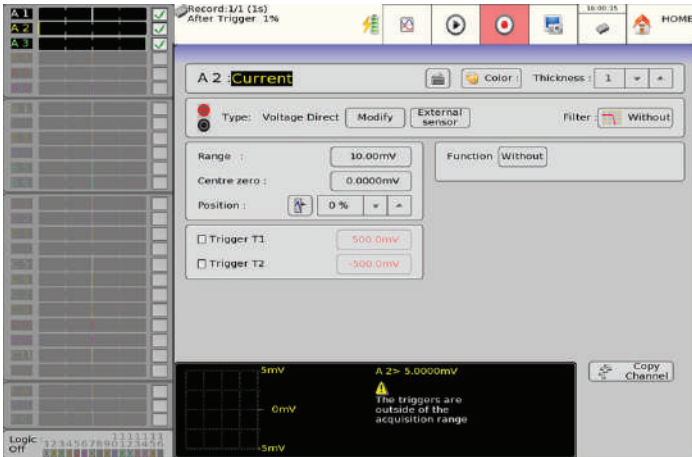 A 1
A 2
A 3
Record:1/1 (1s)
After Trigger 1%
16:00:35
HOME
A 2 :Current
Color :
Thickness : 1
Type: Voltage Direct
Modify
External
sensor
Filter :
Without
Range : 10.00mV
Centre zero : 0.0000mV
Position : 0 %
Function Without
Trigger T1 500.0mV
Trigger T2 -500.0mV
5mV
0mV
-5mV
A 2> 5.0000mV
The triggers are
outside of the
acquisition range
Copy
Channel
Logic
Off
1111111
1234567890123456